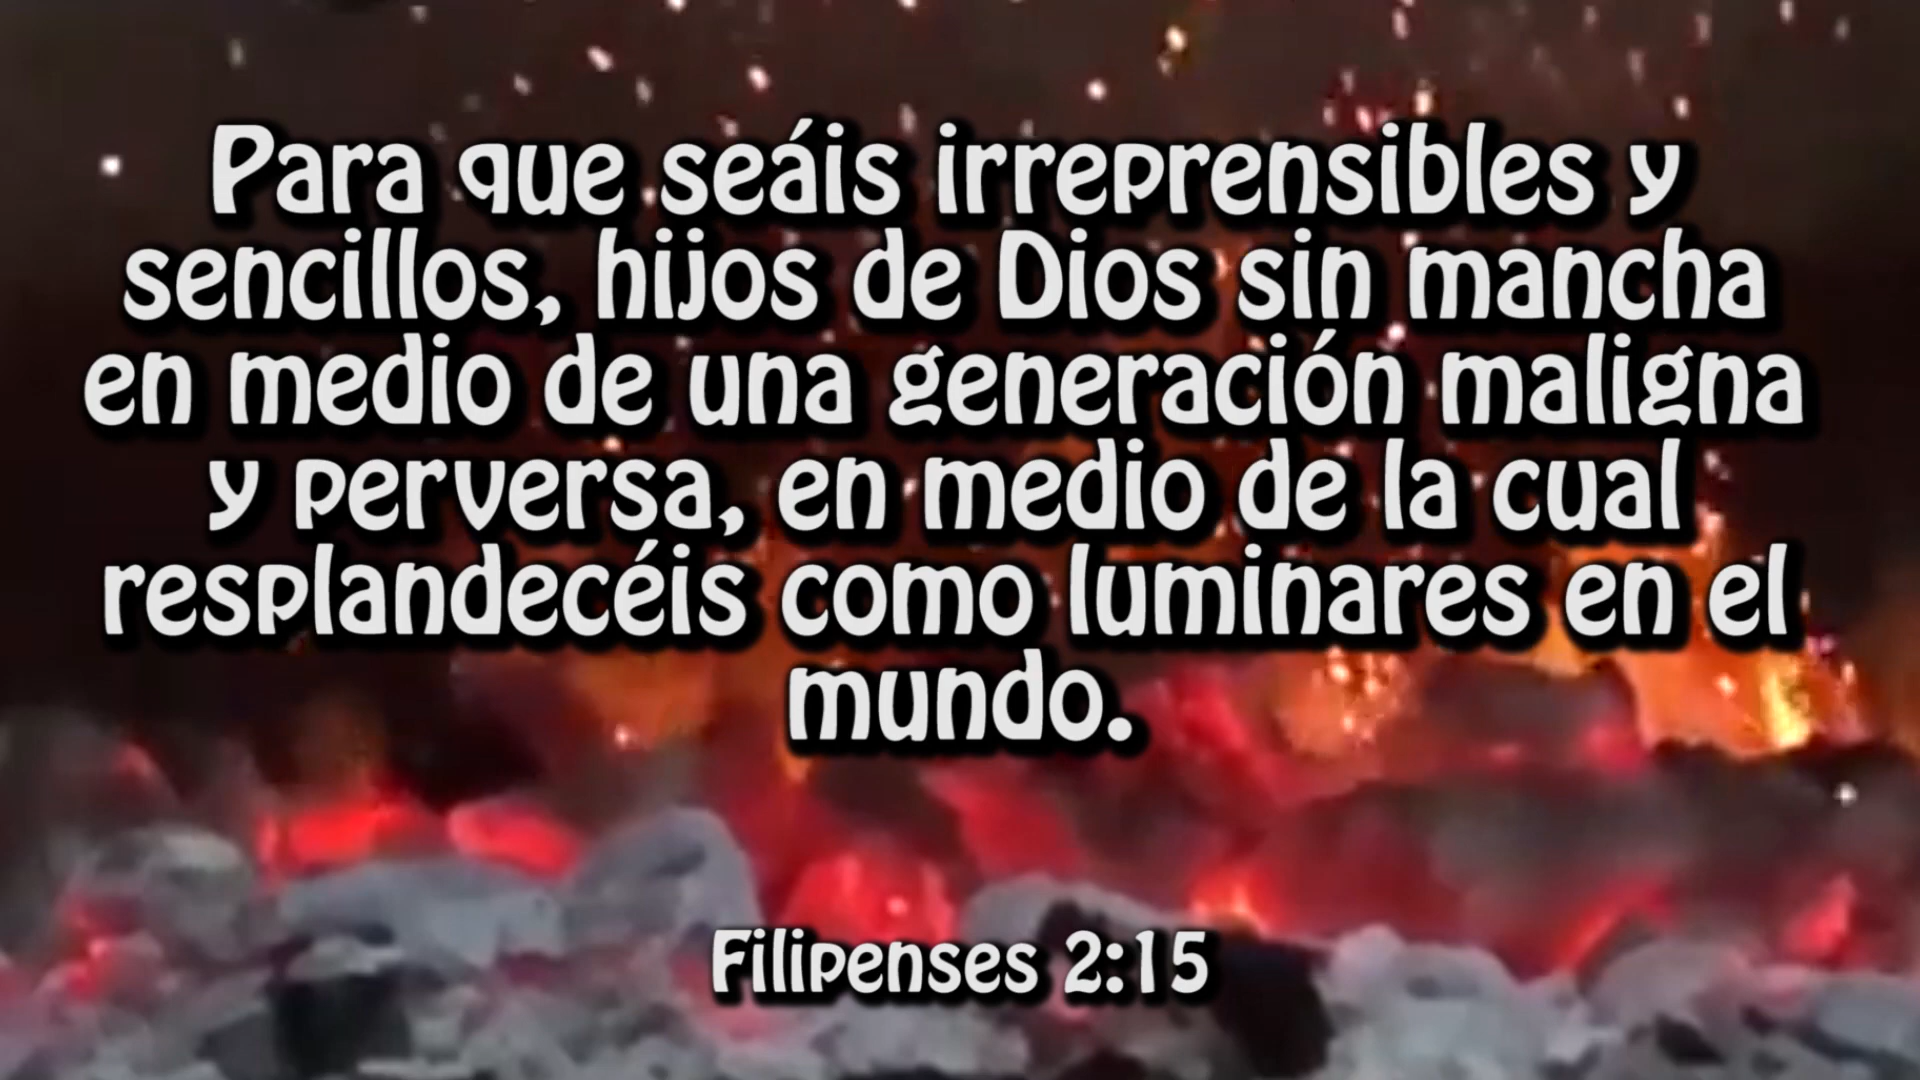 Para que seáis irreprensibles y
sencillos, hijos de Dios sin mancha
en medio de una generación maligna
y perversa, en medio de la cual
resplandecéis como luminares en el
mundo.
Filipenses 2:15